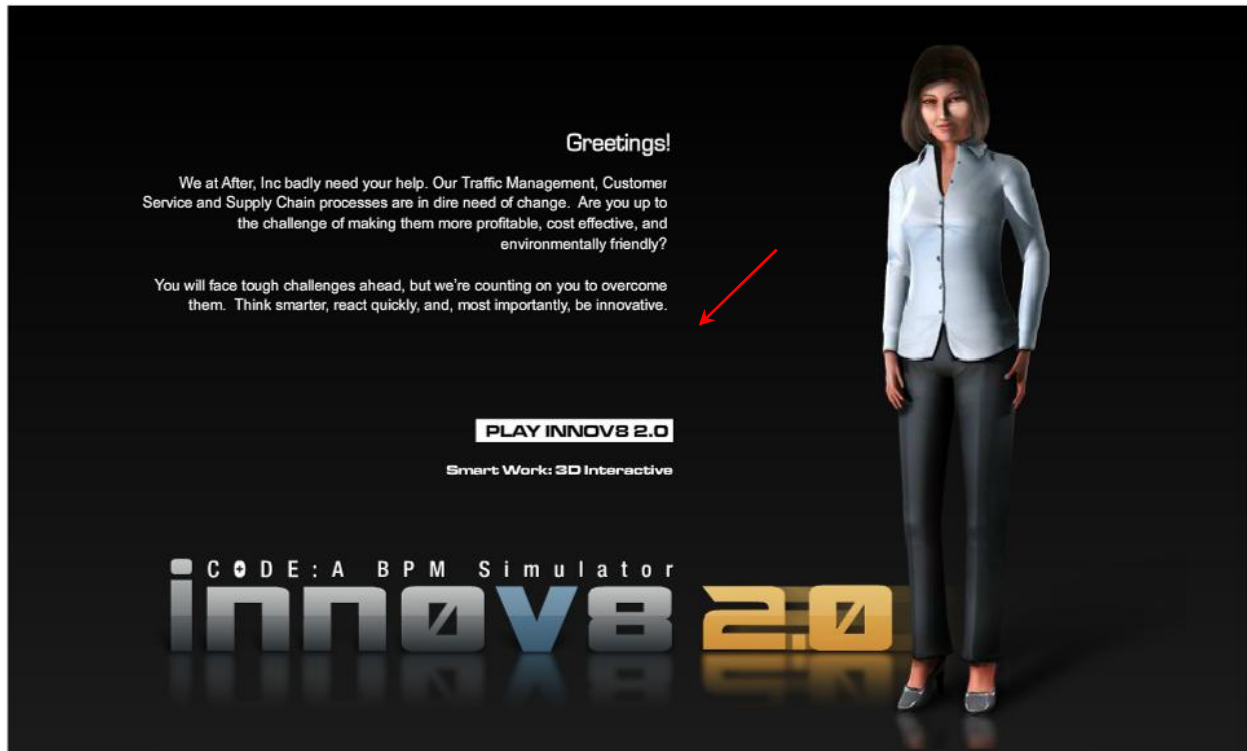 Greetings!
We at After, Inc badly need your help. Our Traffic Management, Customer
Service and Supply Chain processes are in dire need of change. Are you up to
the challenge of making them more profitable, cost effective, and
environmentally friendly?
You will face tough challenges ahead, but we're counting on you to overcome
them. Think smarter, react quickly, and, most importantly, be innovative.
PLAY INNOV8 2.0
Smart Work: 3D Interactive
CODE:A BPM Simulator
innov8 2.0